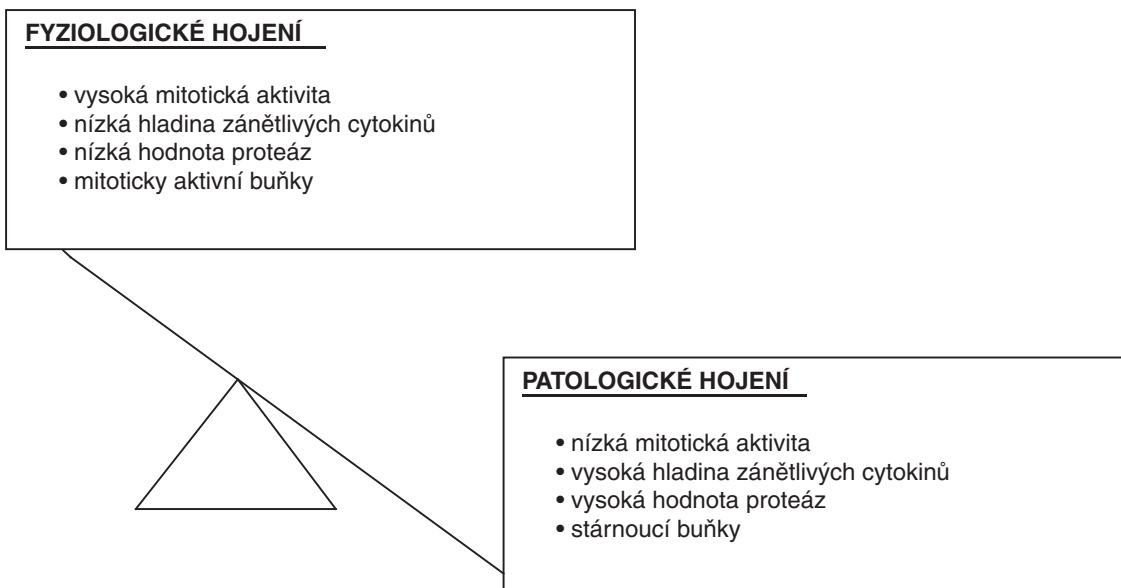 FYZIOLOGICKÉ HOJENÍ
• vysoká mitotická aktivita
• nízká hladina zánětlivých cytokinů
• nízká hodnota proteáz
• mitoticky aktivní buňky
PATOLOGICKÉ HOJENÍ
• nízká mitotická aktivita
• vysoká hladina zánětlivých cytokinů
• vysoká hodnota proteáz
• stárnoucí buňky